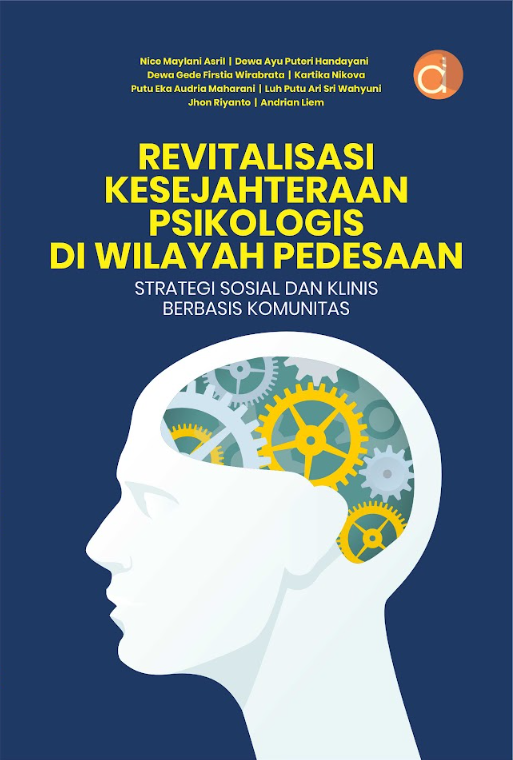 Nice Maylani Asril | Dewa Ayu Puteri Handayani
Dewa Gede Firstia Wirabrata | Kartika Nikova
Putu Eka Audria Maharani | Luh Putu Ari Sri Wahyuni
Jhon Riyanto | Andrian Liem
d
REVITALISASI
KESEJAHTERAAN
PSIKOLOGIS
DI WILAYAH PEDESAAN
STRATEGI SOSIAL DAN KLINIS
BERBASIS KOMUNITAS